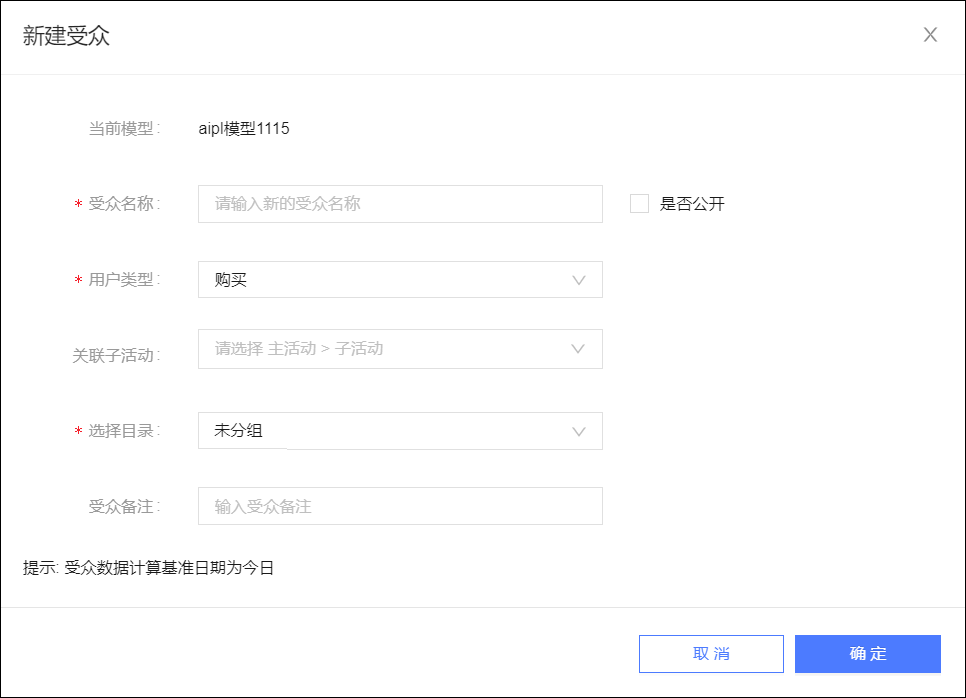 新建受众
当前模型: aipl模型1115
* 受众名称: 请输入新的受众名称 是否公开
* 用户类型: 购买
关联子活动: 请选择 主活动 > 子活动
* 选择目录: 未分组
受众备注: 输入受众备注
提示: 受众数据计算基准日期为今日
取 消 确 定